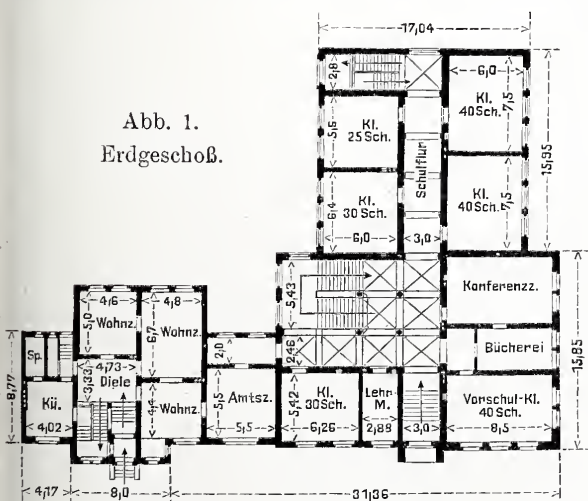 17,04
2,8
6,0
Abb. 1.
Erdgeschoß.
5,5
Kl.
25 Sch.
Kl.
40 Sch.
7,5
15,95
Schulflur
6,4
Kl.
30 Sch.
6,0
3,0
Kl.
40 Sch.
7,5
5,43
Konferenzz.
4,6
4,8
5,0
Wohnz.
6,7
Wohnz.
2,0
2,46
Bücherei
15,85
8,77
Sp.
4,73
3,33
Diele
Kü.
4,02
4,4
Wohnz.
5,5
Amtsz.
5,5
5,42
Kl.
30 Sch.
6,26
Lehr.
M.
2,88
3,0
Vorschul-Kl.
40 Sch.
8,5
4,17
8,0
31,36